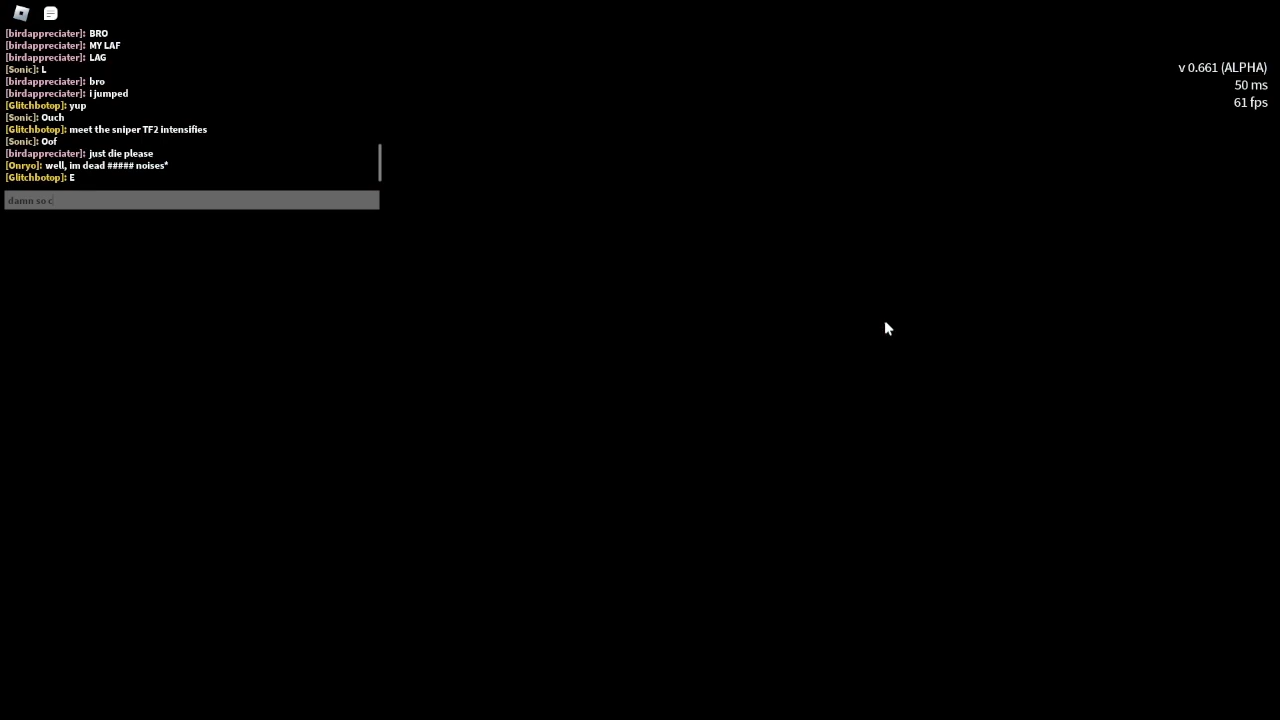 [birdappreciater]: BRO
[birdappreciater]: MY LAF
[birdappreciater]: LAG
[Sonic]: L
[birdappreciater]: bro
[birdappreciater]: i jumped
[Glitchbotop]: yup
[Sonic]: Ouch
[Glitchbotop]: meet the sniper TF2 intensifies
[Sonic]: Oof
[birdappreciater]: just die please
[Onryo]: well, im dead ##### noises*
[Glitchbotop]: E
damn so c
v 0.661 (ALPHA)
50 ms
61 fps